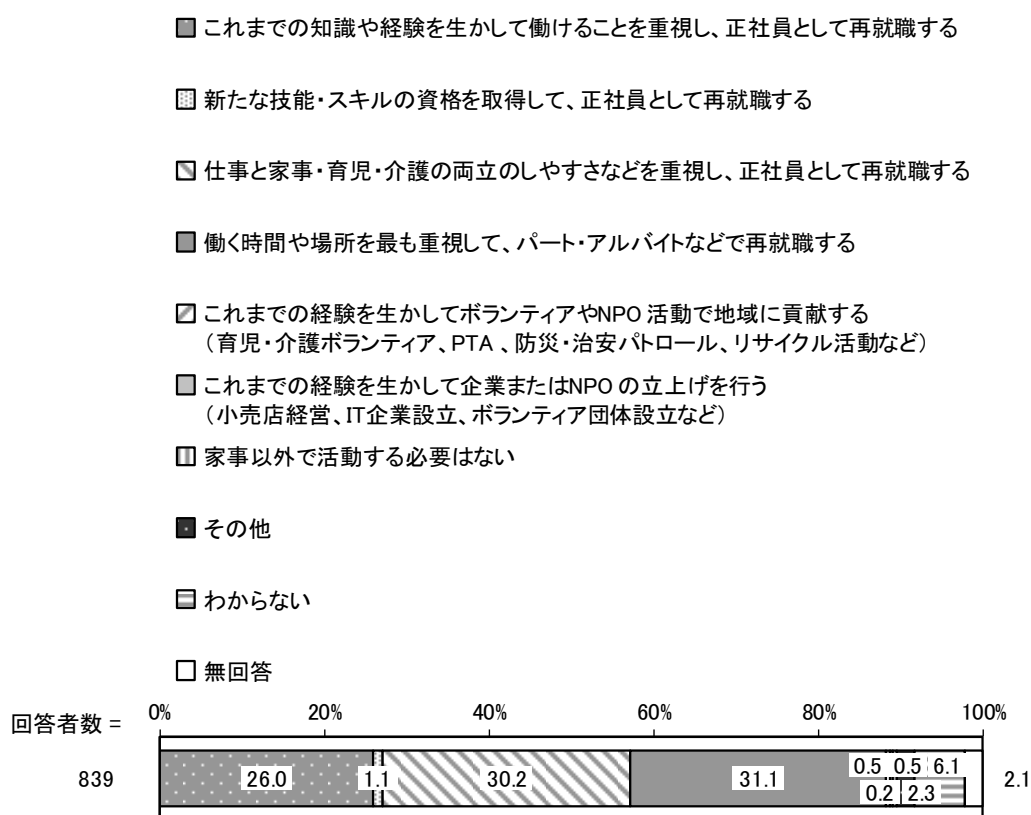 これまでの知識や経験を生かして働けることを重視し、正社員として再就職する
新たな技能・スキルの資格を取得して、正社員として再就職する
仕事と家事・育児・介護の両立のしやすさなどを重視し、正社員として再就職する
働く時間や場所を最も重視して、パート・アルバイトなどで再就職する
これまでの経験を生かしてボランティアやNPO 活動で地域に貢献する
（育児・介護ボランティア、PTA 、防災・治安パトロール、リサイクル活動など）
これまでの経験を生かして企業またはNPO の立上げを行う
（小売店経営、IT企業設立、ボランティア団体設立など）
家事以外で活動する必要はない
その他
わからない
無回答
回答者数 =
0% 20% 40% 60% 80% 100%
839
26.0 1.1 30.2 31.1 0.5 0.5 6.1 2.1
0.2 2.3